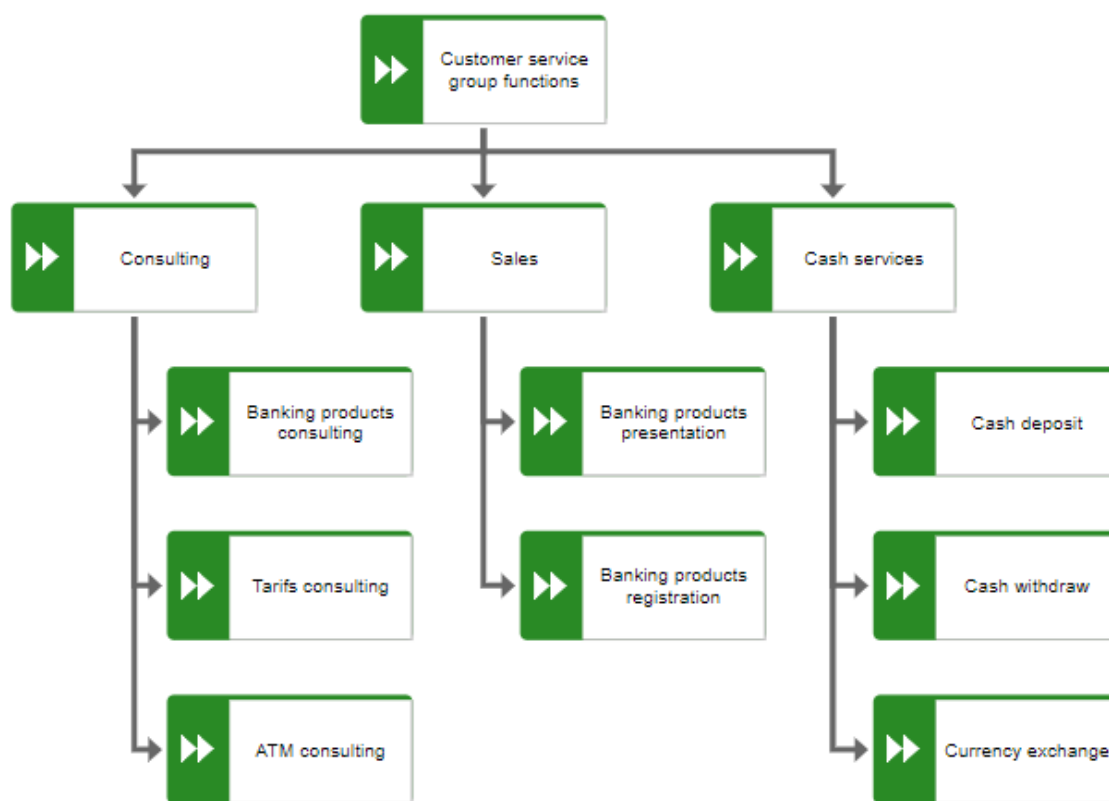 Customer service
group functions
Consulting
Sales
Cash services
Banking products
consulting
Banking products
presentation
Cash deposit
Tarifs consulting
Banking products
registration
Cash withdraw
ATM consulting
Currency exchange